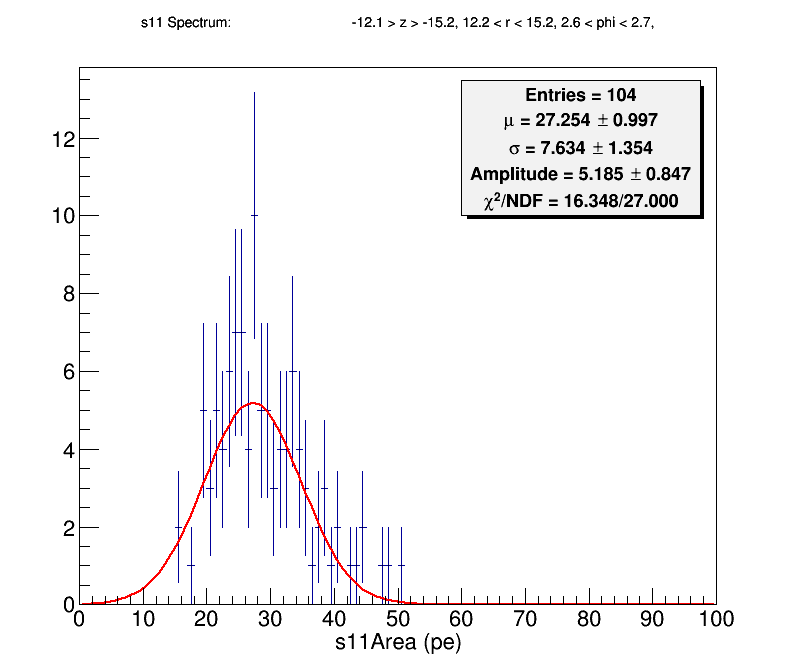 s11 Spectrum: -12.1 > z > -15.2, 12.2 < r < 15.2, 2.6 < phi < 2.7,
Entries = 104
μ = 27.254 ± 0.997
σ = 7.634 ± 1.354
Amplitude = 5.185 ± 0.847
χ²/NDF = 16.348/27.000
12
10
8
6
4
2
0
0 10 20 30 40 50 60 70 80 90 100
s11Area (pe)